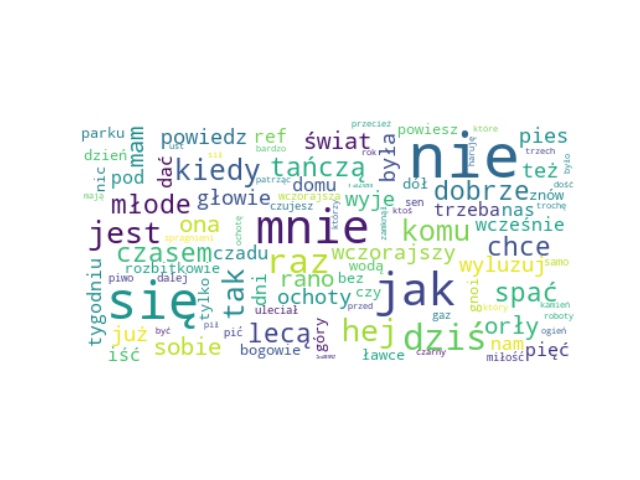 przecież
parku mam powiedz ref świat była powiesz które pies
ust rok nie haruję
dzień nic dać bardzo tańczą było
pod kiedy patrząc domu dół dobrze też dość
mają młode głowie wczorajsza wyje sen znów
czujesz którzy ktoś trzeba nas trochę
jest ona ochotę mnie zamknął komu wcześnie
spragnieni chce
czasem czadu raz wczorajszy wyluzuj samo
tygodniu rozbitkowie wodą
piwo dalej tylko tak dni rano bez jak gnoi spać
się ochoty czy
uleciał przed który kamień
już być pił pić lecą góry hej dziś gaz orły roboty
ogień
iść sobie bogowie ławce czarny nam trzech pięć
miłość